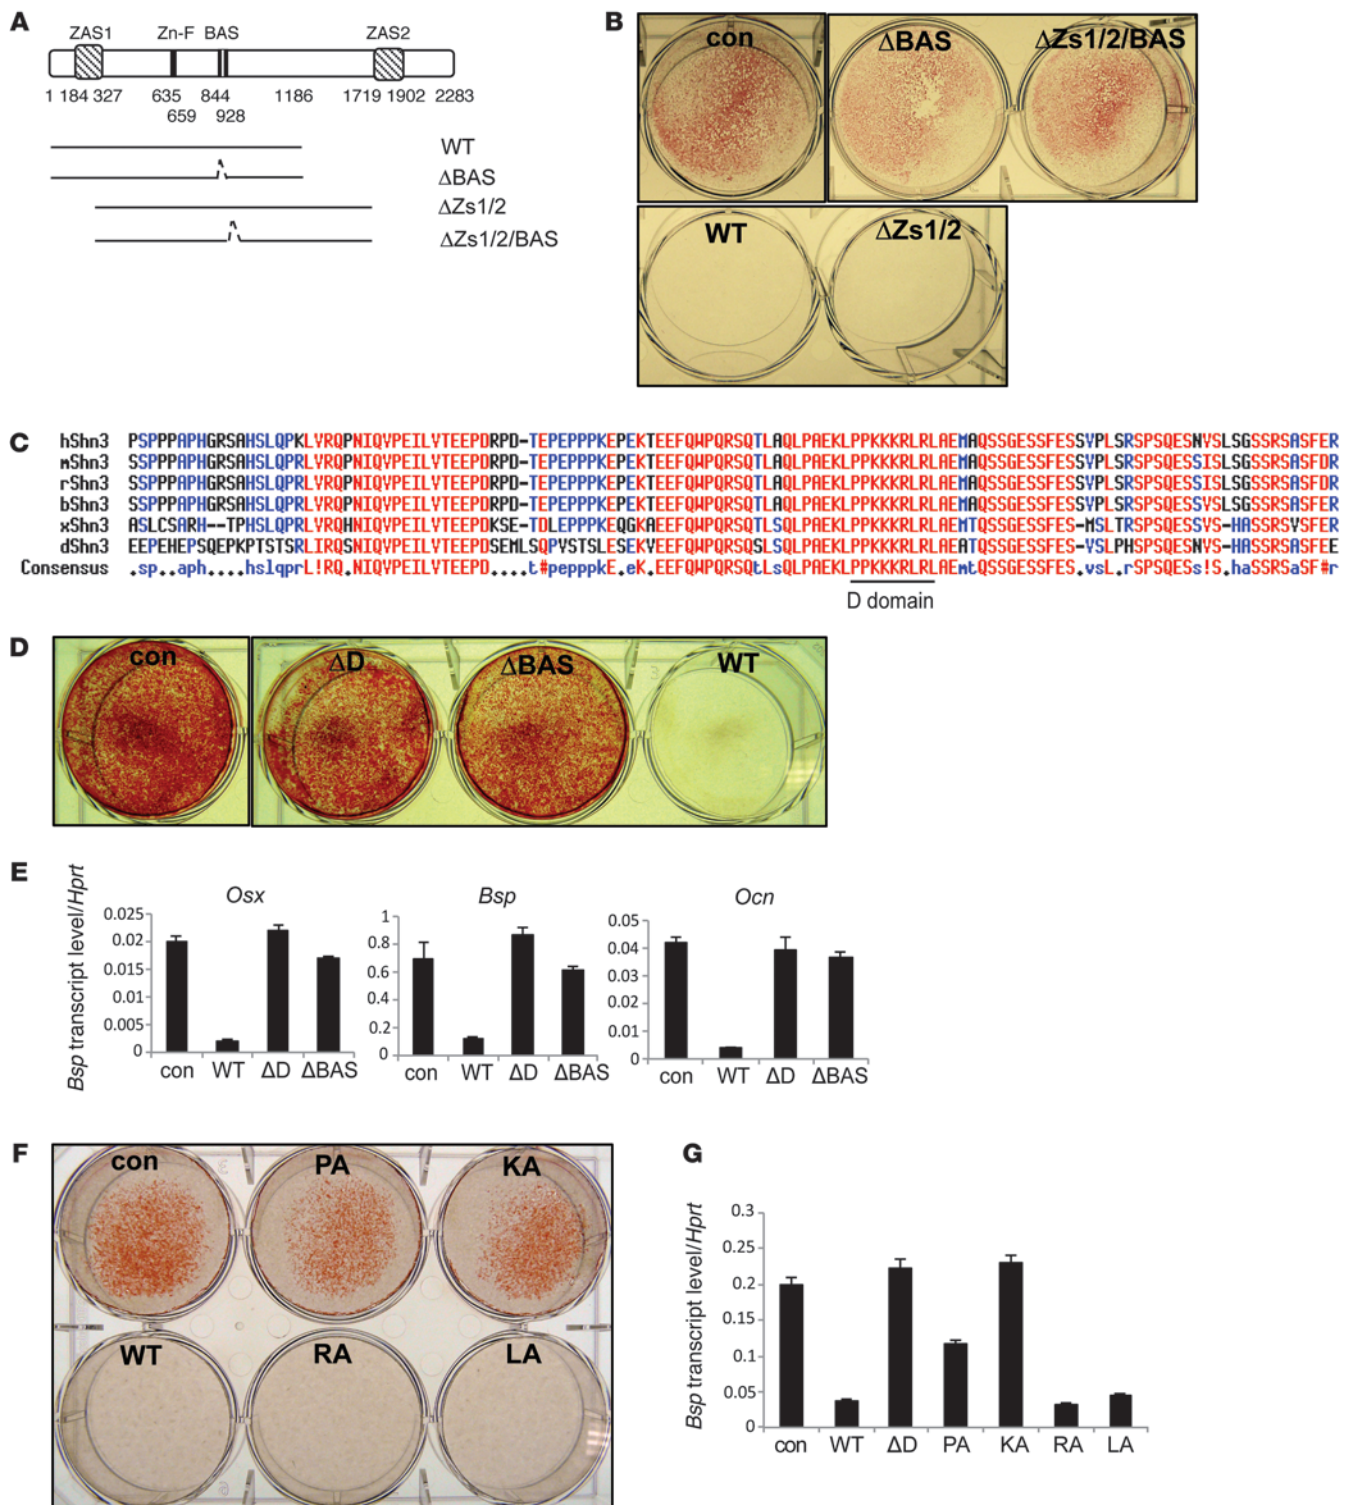 A
ZAS1 Zn-F BAS ZAS2
1 184 327 635 844 1186 1719 1902 2283
659 928
WT
ΔBAS
ΔZs1/2
ΔZs1/2/BAS
B
con ΔBAS ΔZs1/2/BAS
WT ΔZs1/2
C
hShn3 PSPPPAPHGRSAHSLQPKLVRQPNIQVPEILVTEEPDRPD-TEPEPPPKEPEKTEEFQWPQRSQTLAQLPAEKLPPKKKRLRLAEMAQSSGESSFESSVPLSRSPSQESNVSLSGSSRSASFER
mShn3 SSPPPAPHGRSAHSLQPRLVRQPNIQVPEILVTEEPDRPD-TEPEPPPKEPEKTEEFQWPQRSQTLAQLPAEKLPPKKKRLRLAEMAQSSGESSFESSVPLSRSPSQESSISLSGSSRSASFDR
rShn3 SSPPPAPHGRSAHSLQPRLVRQPNIQVPEILVTEEPDRPD-TEPEPPPKEPEKTEEFQWPQRSQTLAQLPAEKLPPKKKRLRLAEMAQSSGESSFESSVPLSRSPSQESSISLSGSSRSASFDR
bShn3 SSPPPAPHGRSAHSLQPRLVRQPNIQVPEILVTEEPDRPD-TEPEPPPKEPEKTEEFQWPQRSQTLAQLPAEKLPPKKKRLRLAEMAQSSGESSFESSVPLSRSPSQESNVSLSGSSRSASFER
xShn3 ASLCSARH--TPHSLQPRLVRQHNIQVPEILVTEEPDKSE-TDLEPPPKEQGKAEEFQWPQRSQTLSQLPAEKLPPKKKRLRLAEMTQSSGESSFES-MSLTRSPSQESSVS-HASSRSVSFER
dShn3 EEPEHEPSQEPKPTSTSRLIRQSNIQVPEILVTEEPDSEMLSQPVSTSLESEKVEEFQWPQRSQSLSQLPAEKLPPKKKRLRLAEATQSSGESSFES-VSLPHSPSQESNVS-HASSRSASFEE
Consensus .sp..aph....hslqprL!RQ.NIQVPEILVTEEPD....t#pepppkE.eK.EEFQWPQRSQtLsQLPAEKLPPKKKRLRLAEmtQSSGESSFES.vsL.rSPSQESs!S.haSSRSaSF#r
D domain
D
con ΔD ΔBAS WT
E
Bsp transcript level/Hprt
Osx
0.025
0.02
0.015
0.01
0.005
0
con WT ΔD ΔBAS
Bsp
1
0.8
0.6
0.4
0.2
0
con WT ΔD ΔBAS
Ocn
0.05
0.04
0.03
0.02
0.01
0
con WT ΔD ΔBAS
F
con PA KA
WT RA LA
G
Bsp transcript level/Hprt
0.3
0.25
0.2
0.15
0.1
0.05
0
con WT ΔD PA KA RA LA